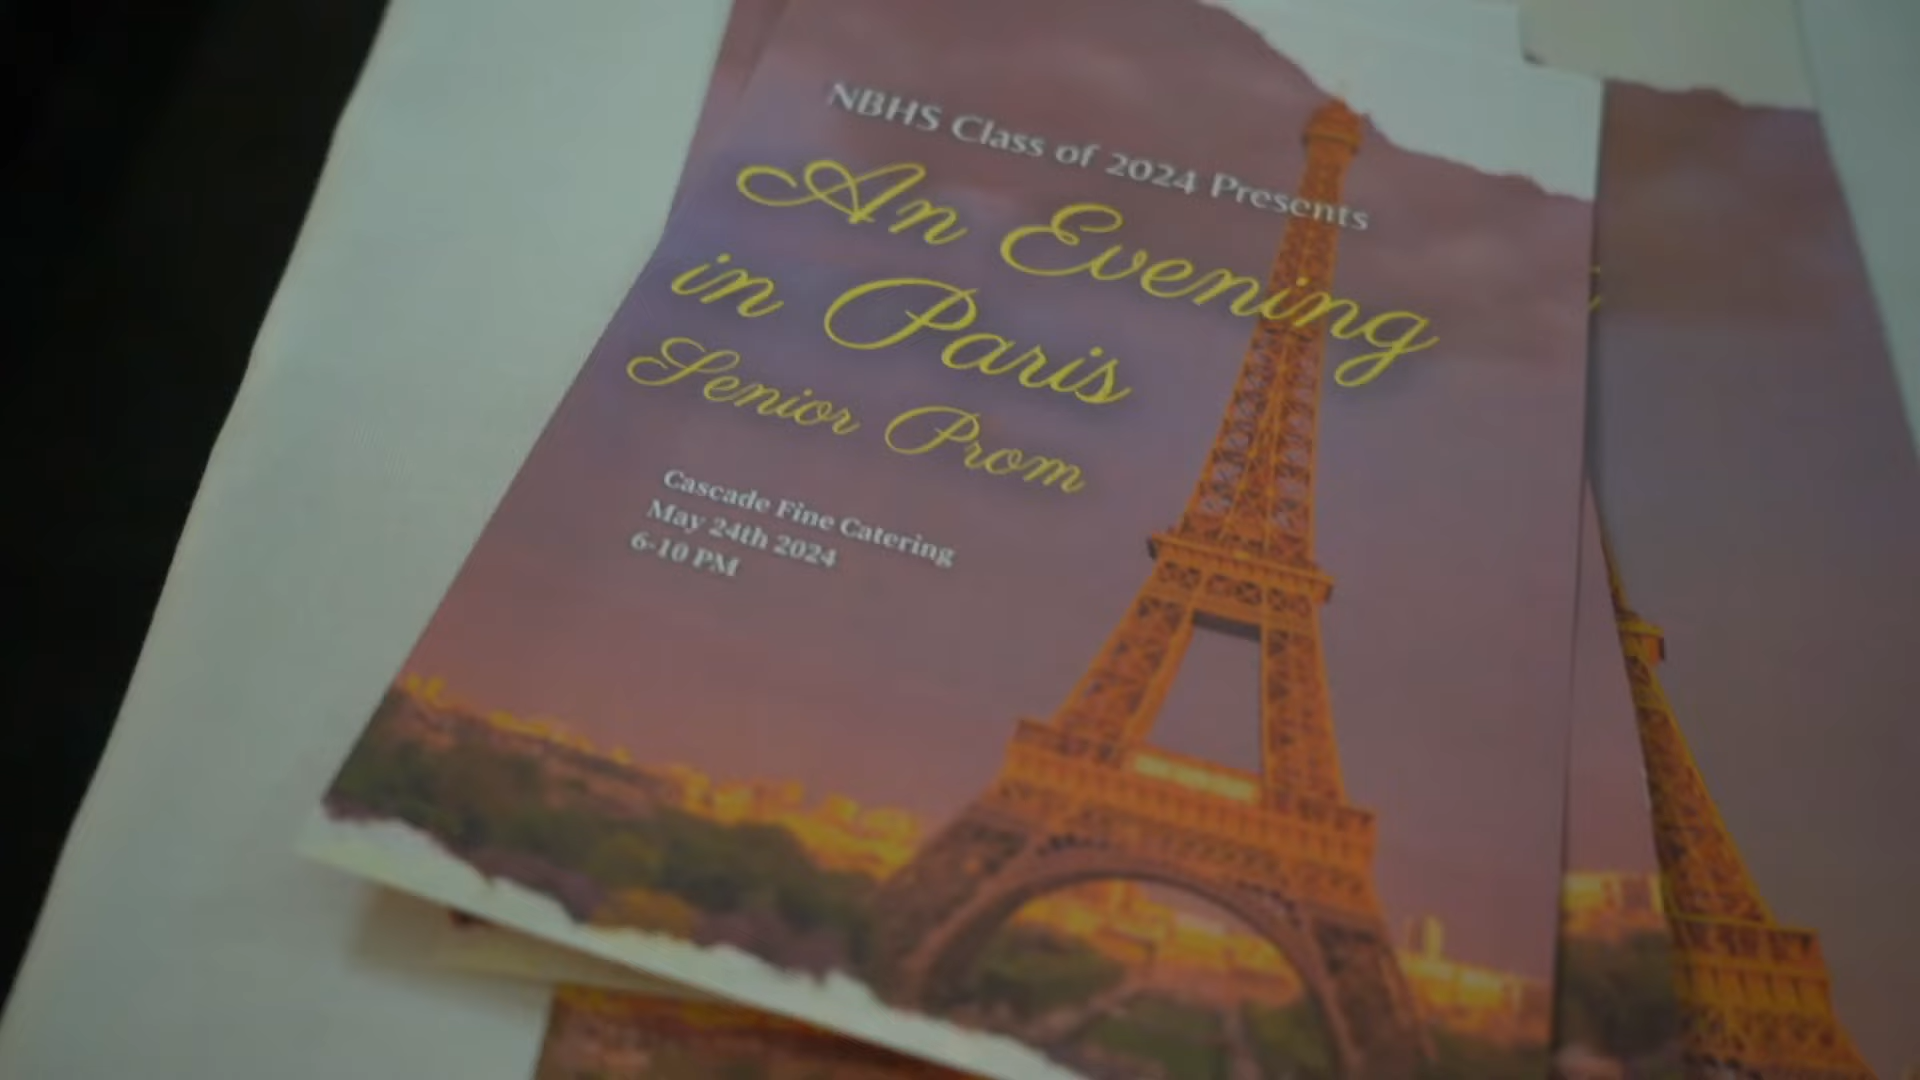 NBHS Class of 2024 Presents
An Evening
in Paris
Senior Prom
Cascade Fine Catering
May 24th 2024
6-10 PM